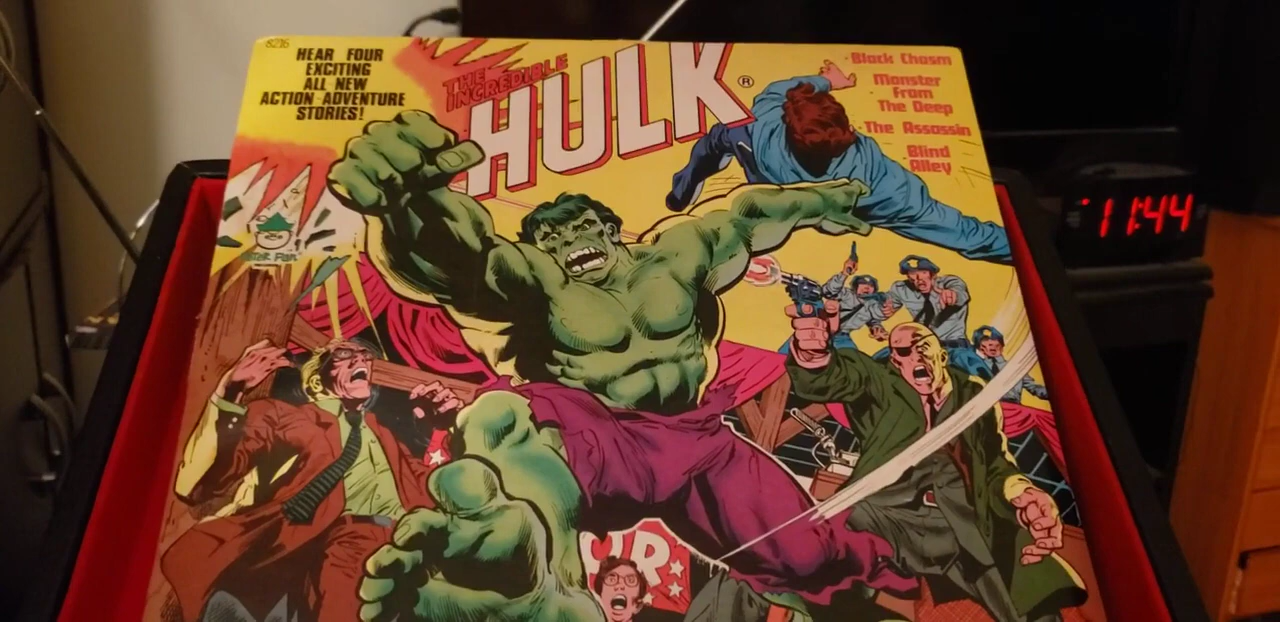 8216
HEAR FOUR
EXCITING
ALL-NEW
ACTION-ADVENTURE
STORIES!
THE
INCREDIBLE
HULK®
Black Chasm
Monster
From
The Deep
The Assassin
Blind
Alley
11:44